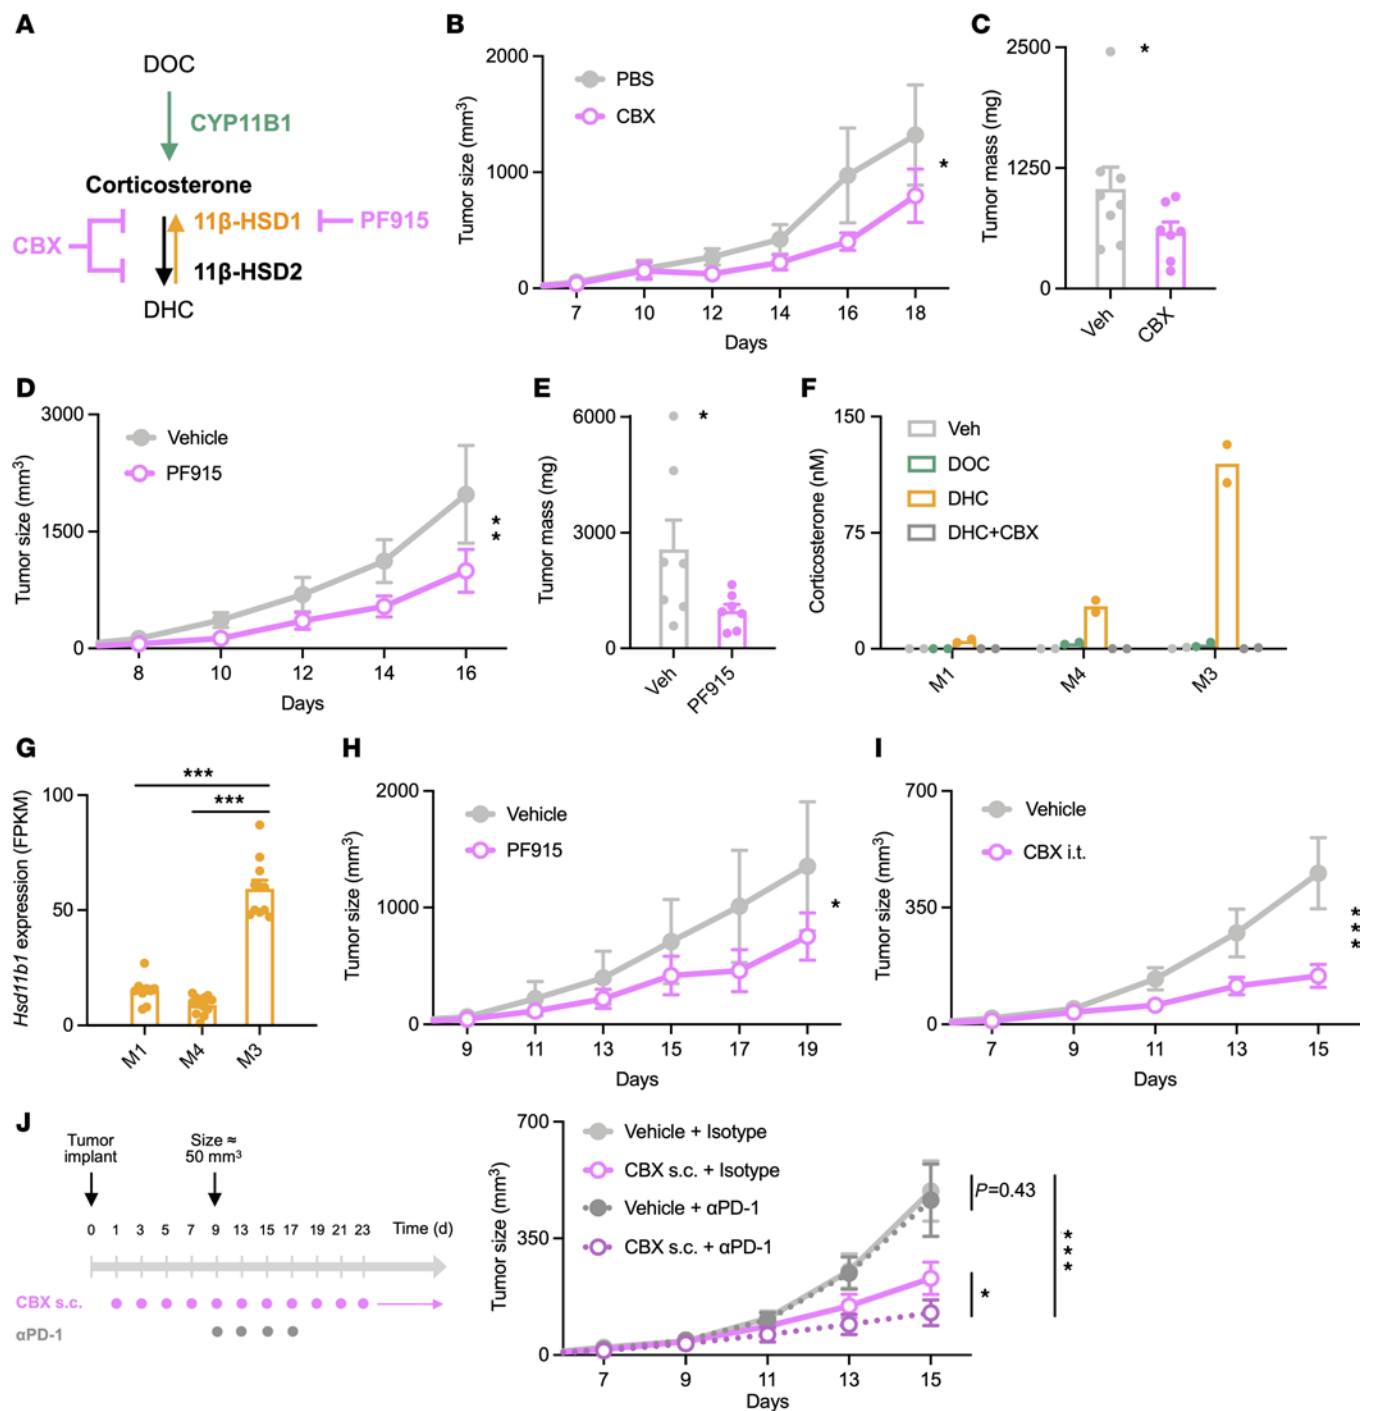 A
DOC
CYP11B1
Corticosterone
11β-HSD1
PF915
CBX
11β-HSD2
DHC
B
2000
1000
0
Tumor size (mm³)
PBS
CBX
*
7 10 12 14 16 18
Days
C
2500
1250
0
Tumor mass (mg)
*
Veh CBX
D
3000
1500
0
Tumor size (mm³)
Vehicle
PF915
**
8 10 12 14 16
Days
E
6000
3000
0
Tumor mass (mg)
*
Veh PF915
F
150
75
0
Corticosterone (nM)
Veh
DOC
DHC
DHC+CBX
M1 M4 M3
G
100
50
0
Hsd11b1 expression (FPKM)
***
***
M1 M4 M3
H
2000
1000
0
Tumor size (mm³)
Vehicle
PF915
*
9 11 13 15 17 19
Days
I
700
350
0
Tumor size (mm³)
Vehicle
CBX i.t.
***
7 9 11 13 15
Days
J
Tumor
implant
Size ≈
50 mm³
0 1 3 5 7 9 13 15 17 19 21 23 Time (d)
CBX s.c.
αPD-1
700
350
0
Tumor size (mm³)
Vehicle + Isotype
CBX s.c. + Isotype
Vehicle + αPD-1
CBX s.c. + αPD-1
P=0.43
***
*
7 9 11 13 15
Days